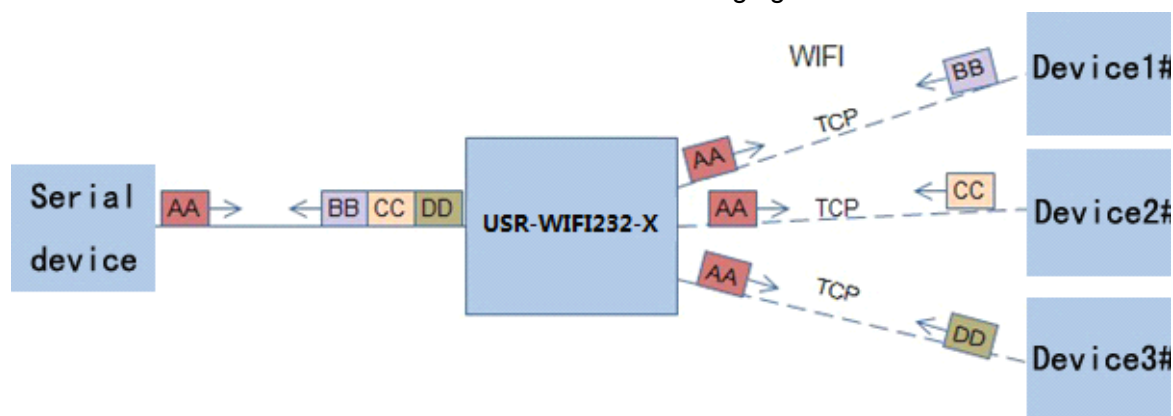 WIFI
BB
Device1#
TCP
AA
Serial
device
AA
BB CC DD
USR-WIFI232-X
AA
TCP
CC
Device2#
AA
TCP
DD
Device3#